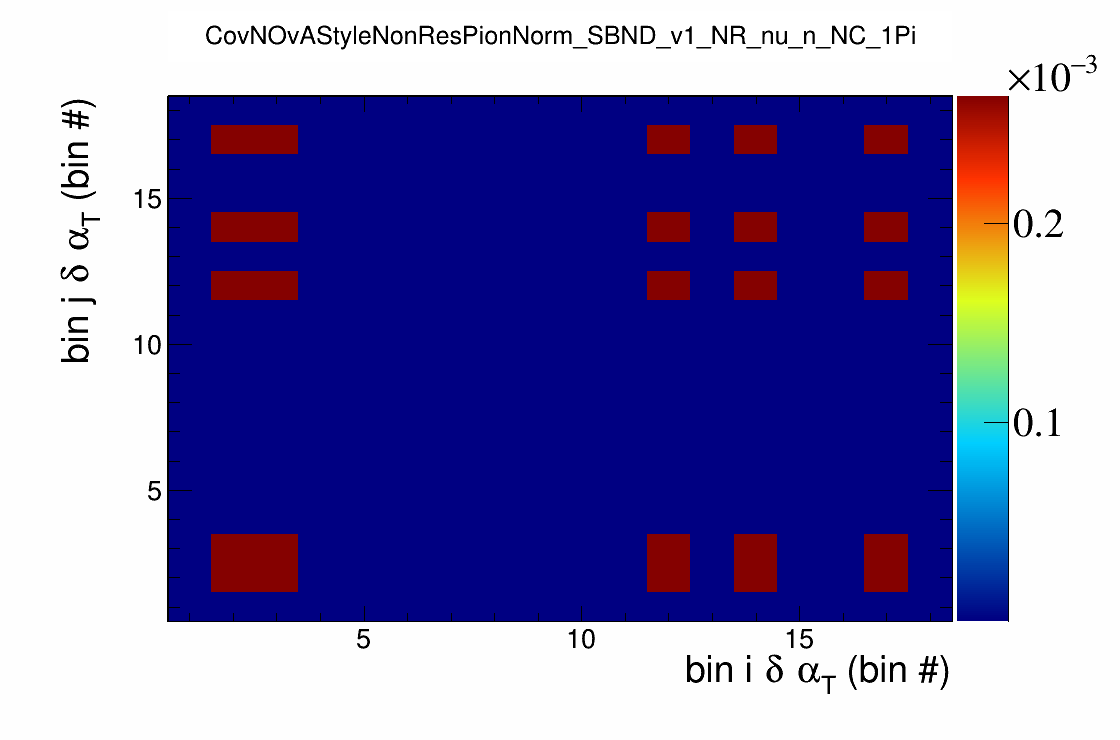 CovNOvAStyleNonResPionNorm_SBND_v1_NR_nu_n_NC_1Pi
×10⁻³
bin j δ α_T (bin #)
15
10
5
0.2
0.1
5 10 15
bin i δ α_T (bin #)